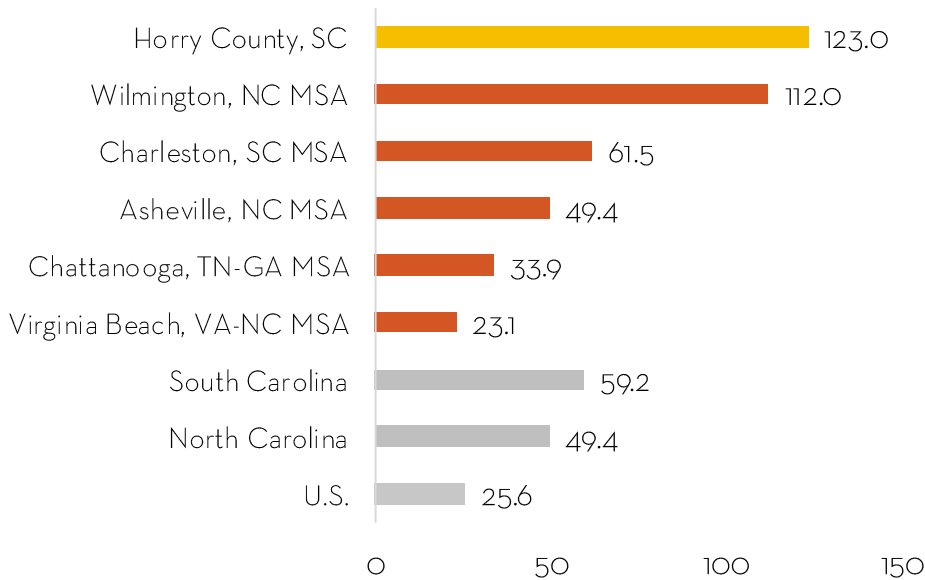 Horry County, SC 123.0
Wilmington, NC MSA 112.0
Charleston, SC MSA 61.5
Asheville, NC MSA 49.4
Chattanooga, TN-GA MSA 33.9
Virginia Beach, VA-NC MSA 23.1
South Carolina 59.2
North Carolina 49.4
U.S. 25.6
0 50 100 150